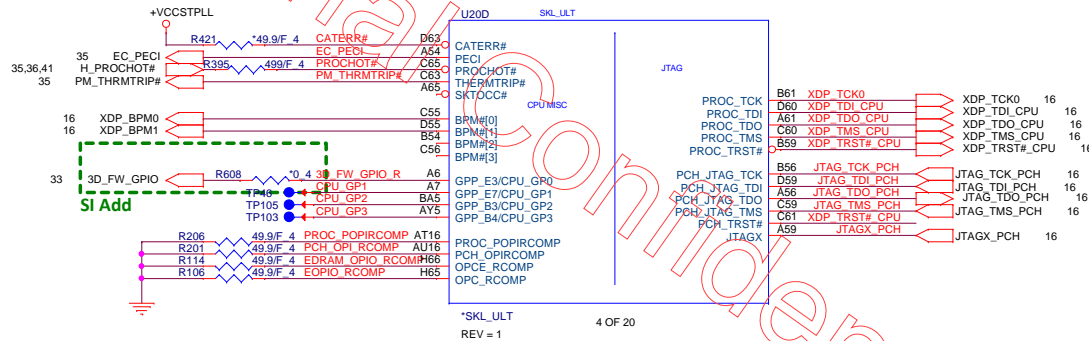 +VCCSTPLL
U20D
SKL_ULT
R421 *49.9/F_4 CATERR# D63 CATERR#
35 EC_PECI EC_PECI A54 PECI
35,36,41 H_PROCHOT# R395 499/F_4 PROCHOT# C65 PROCHOT#
35 PM_THRMTRIP# PM_THRMTRIP# C63 THERMTRIP#
A65 SKTOCC#
JTAG
CPU MISC
16 XDP_BPM0 C55 BPM#[0]
16 XDP_BPM1 D55 BPM#[1]
B54 BPM#[2]
C56 BPM#[3]
33 3D_FW_GPIO R608 *0_4 3D_FW_GPIO_R A6 GPP_E3/CPU_GP0
TP46 CPU_GP1 A7 GPP_E7/CPU_GP1
TP105 CPU_GP2 BA5 GPP_B3/CPU_GP2
TP103 CPU_GP3 AY5 GPP_B4/CPU_GP3
SI Add
R206 49.9/F_4 PROC_POPIRCOMP AT16 PROC_POPIRCOMP
R201 49.9/F_4 PCH_OPI_RCOMP AU16 PCH_OPIRCOMP
R114 49.9/F_4 EDRAM_OPIO_RCOMP H66 OPCE_RCOMP
R106 49.9/F_4 EOPIO_RCOMP H65 OPC_RCOMP
PROC_TCK B61 XDP_TCK0 XDP_TCK0 16
PROC_TDI D60 XDP_TDI_CPU XDP_TDI_CPU 16
PROC_TDO A61 XDP_TDO_CPU XDP_TDO_CPU 16
PROC_TMS C60 XDP_TMS_CPU XDP_TMS_CPU 16
PROC_TRST# B59 XDP_TRST#_CPU XDP_TRST#_CPU 16
PCH_JTAG_TCK B56 JTAG_TCK_PCH JTAG_TCK_PCH 16
PCH_JTAG_TDI D59 JTAG_TDI_PCH JTAG_TDI_PCH 16
PCH_JTAG_TDO A56 JTAG_TDO_PCH JTAG_TDO_PCH 16
PCH_JTAG_TMS C59 JTAG_TMS_PCH JTAG_TMS_PCH 16
PCH_TRST# C61 XDP_TRST#_CPU
JTAGX A59 JTAGX_PCH JTAGX_PCH 16
*SKL_ULT
REV = 1
4 OF 20